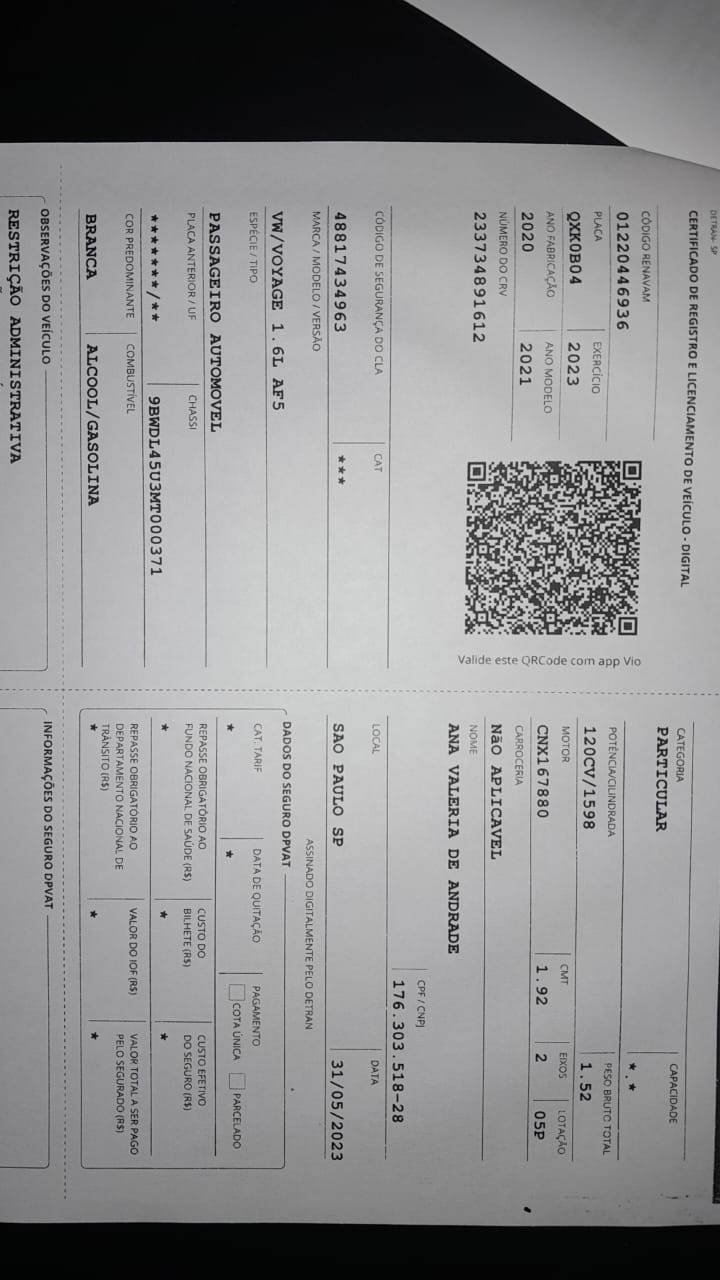 DETRAN- SP
CERTIFICADO DE REGISTRO E LICENCIAMENTO DE VEÍCULO - DIGITAL
CÓDIGO RENAVAM
01220446936
PLACA EXERCÍCIO
QXK0B04 2023
ANO FABRICAÇÃO ANO MODELO
2020 2021
NÚMERO DO CRV
233734891612
Valide este QRCode com app Vio
CÓDIGO DE SEGURANÇA DO CLA CAT
48817434963 ***
MARCA / MODELO / VERSÃO
VW/VOYAGE 1.6L AF5
ESPÉCIE / TIPO
PASSAGEIRO AUTOMOVEL
PLACA ANTERIOR / UF CHASSI
*******/** 9BWDL45U3MT000371
COR PREDOMINANTE COMBUSTÍVEL
BRANCA ALCOOL/GASOLINA
OBSERVAÇÕES DO VEÍCULO
RESTRIÇÃO ADMINISTRATIVA
CATEGORIA CAPACIDADE
PARTICULAR *.*
POTÊNCIA/CILINDRADA PESO BRUTO TOTAL
120CV/1598 1.52
MOTOR CMT EIXOS LOTAÇÃO
CNX167880 1.92 2 05P
CARROCERIA
NãO APLICAVEL
NOME
ANA VALERIA DE ANDRADE
CPF / CNPJ
176.303.518-28
LOCAL DATA
SAO PAULO SP 31/05/2023
ASSINADO DIGITALMENTE PELO DETRAN
DADOS DO SEGURO DPVAT
CAT. TARIF DATA DE QUITAÇÃO PAGAMENTO
* * COTA ÚNICA PARCELADO
REPASSE OBRIGATÓRIO AO CUSTO DO CUSTO EFETIVO
FUNDO NACIONAL DE SAÚDE (R$) BILHETE (R$) DO SEGURO (R$)
* * *
REPASSE OBRIGATÓRIO AO VALOR DO IOF (R$) VALOR TOTAL A SER PAGO
DEPARTAMENTO NACIONAL DE PELO SEGURADO (R$)
TRÂNSITO (R$)
* * *
INFORMAÇÕES DO SEGURO DPVAT